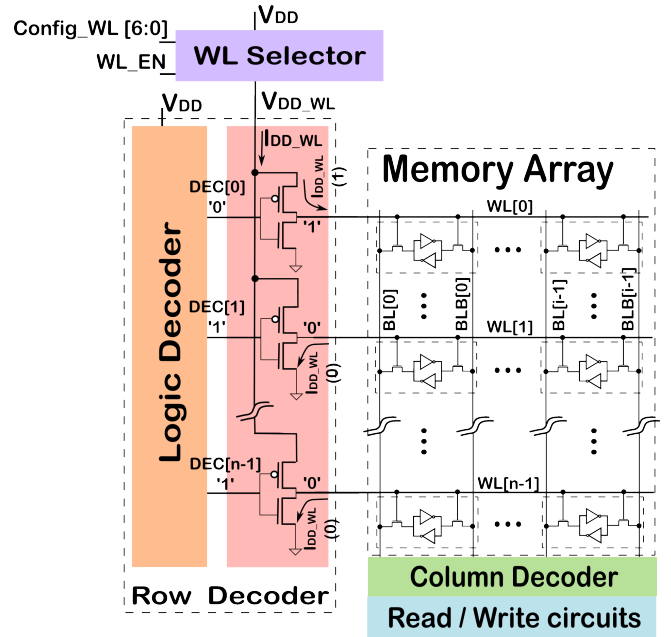 VDD
Config_WL [6:0]
WL_EN
WL Selector
VDD
VDD_WL
IDD_WL
Memory Array
DEC[0]
'0'
IDD_WL
(1)
'1'
WL[0]
Logic Decoder
BL[0]
BLB[0]
BL[i-1]
BLB[i-1]
DEC[1]
'1'
'0'
WL[1]
IDD_WL
(0)
DEC[n-1]
'1'
'0'
WL[n-1]
IDD_WL
(0)
Row Decoder
Column Decoder
Read / Write circuits